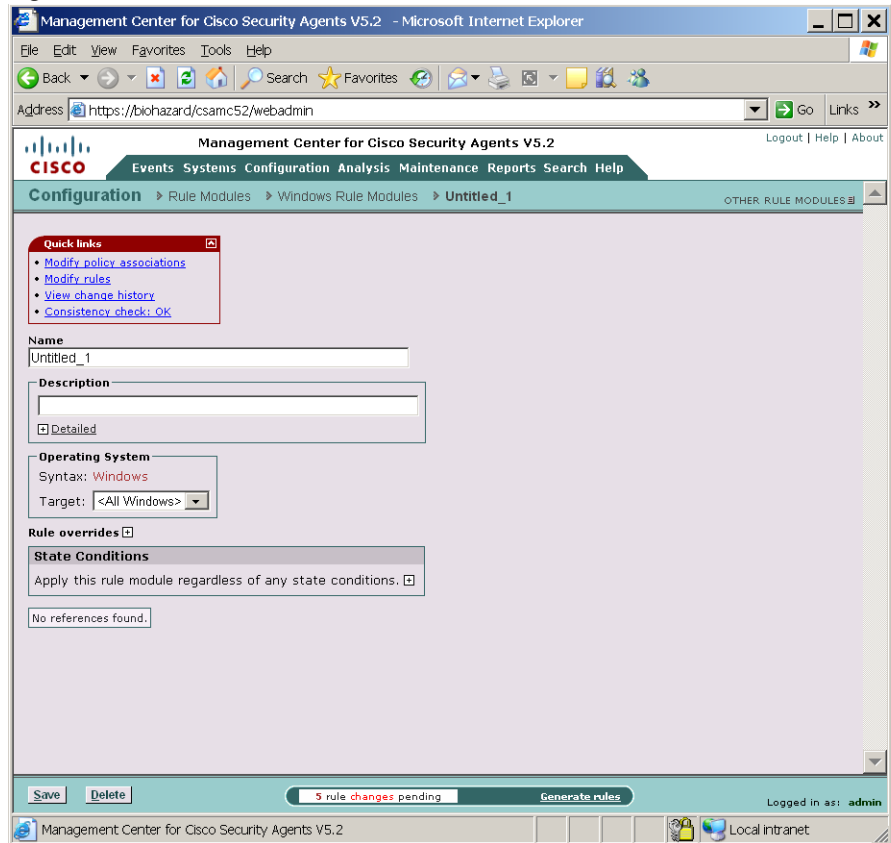 Management Center for Cisco Security Agents V5.2 - Microsoft Internet Explorer
File Edit View Favorites Tools Help
Back Search Favorites
Address https://biohazard/csamc52/webadmin Go Links »
Management Center for Cisco Security Agents V5.2 Logout | Help | About
CISCO Events Systems Configuration Analysis Maintenance Reports Search Help
Configuration Rule Modules Windows Rule Modules Untitled_1 OTHER RULE MODULES
Quick links
• Modify policy associations
• Modify rules
• View change history
• Consistency check: OK
Name
Untitled_1
Description
Detailed
Operating System
Syntax: Windows
Target: <All Windows>
Rule overrides
State Conditions
Apply this rule module regardless of any state conditions.
No references found.
Save Delete 5 rule changes pending Generate rules Logged in as: admin
Management Center for Cisco Security Agents V5.2 Local intranet